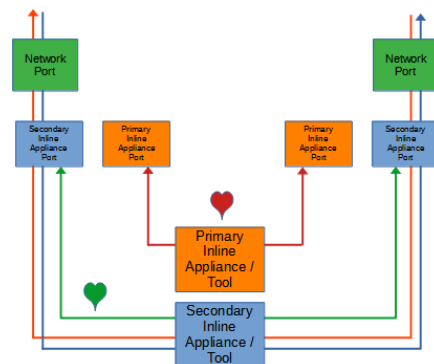 Network
Port
Network
Port
Secondary
Inline
Appliance
Port
Primary
Inline
Appliance
Port
Primary
Inline
Appliance
Port
Secondary
Inline
Appliance
Port
Primary
Inline
Appliance /
Tool
Secondary
Inline
Appliance /
Tool